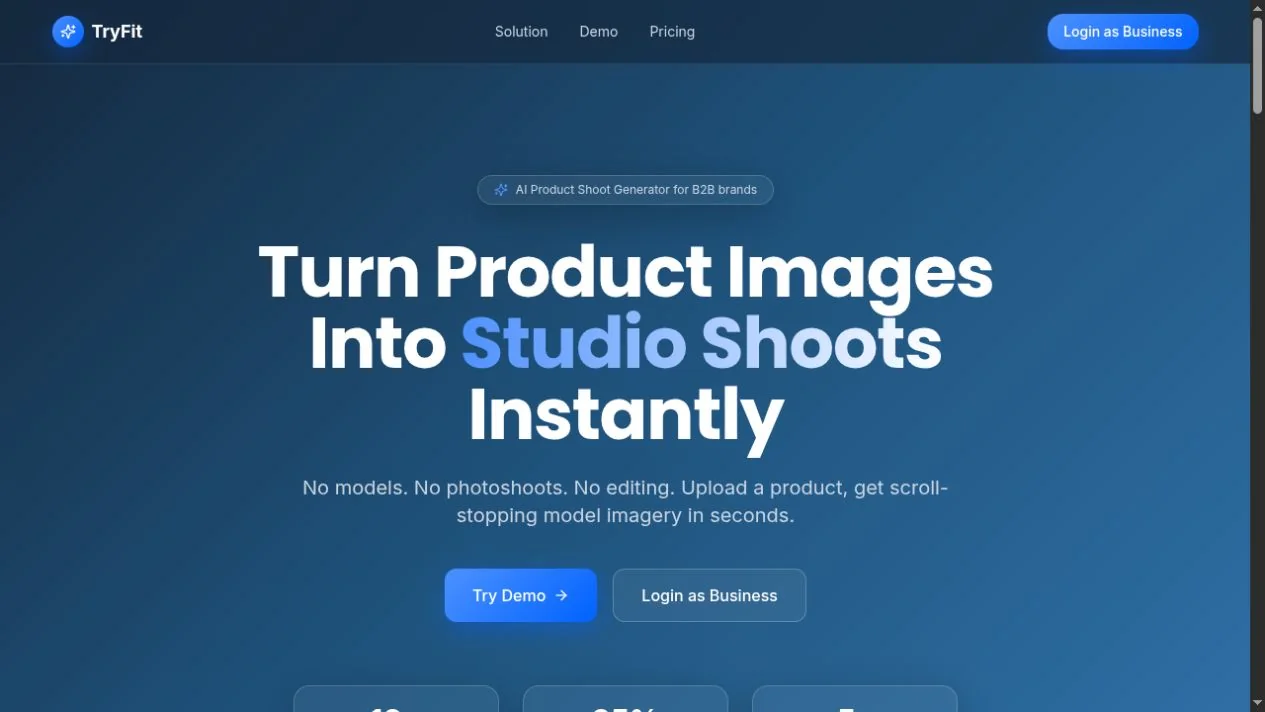 TryFit
Solution
Demo
Pricing
Login as Business
AI Product Shoot Generator for B2B brands
Turn Product Images
Into Studio Shoots
Instantly
No models. No photoshoots. No editing. Upload a product, get scroll-
stopping model imagery in seconds.
Try Demo →
Login as Business